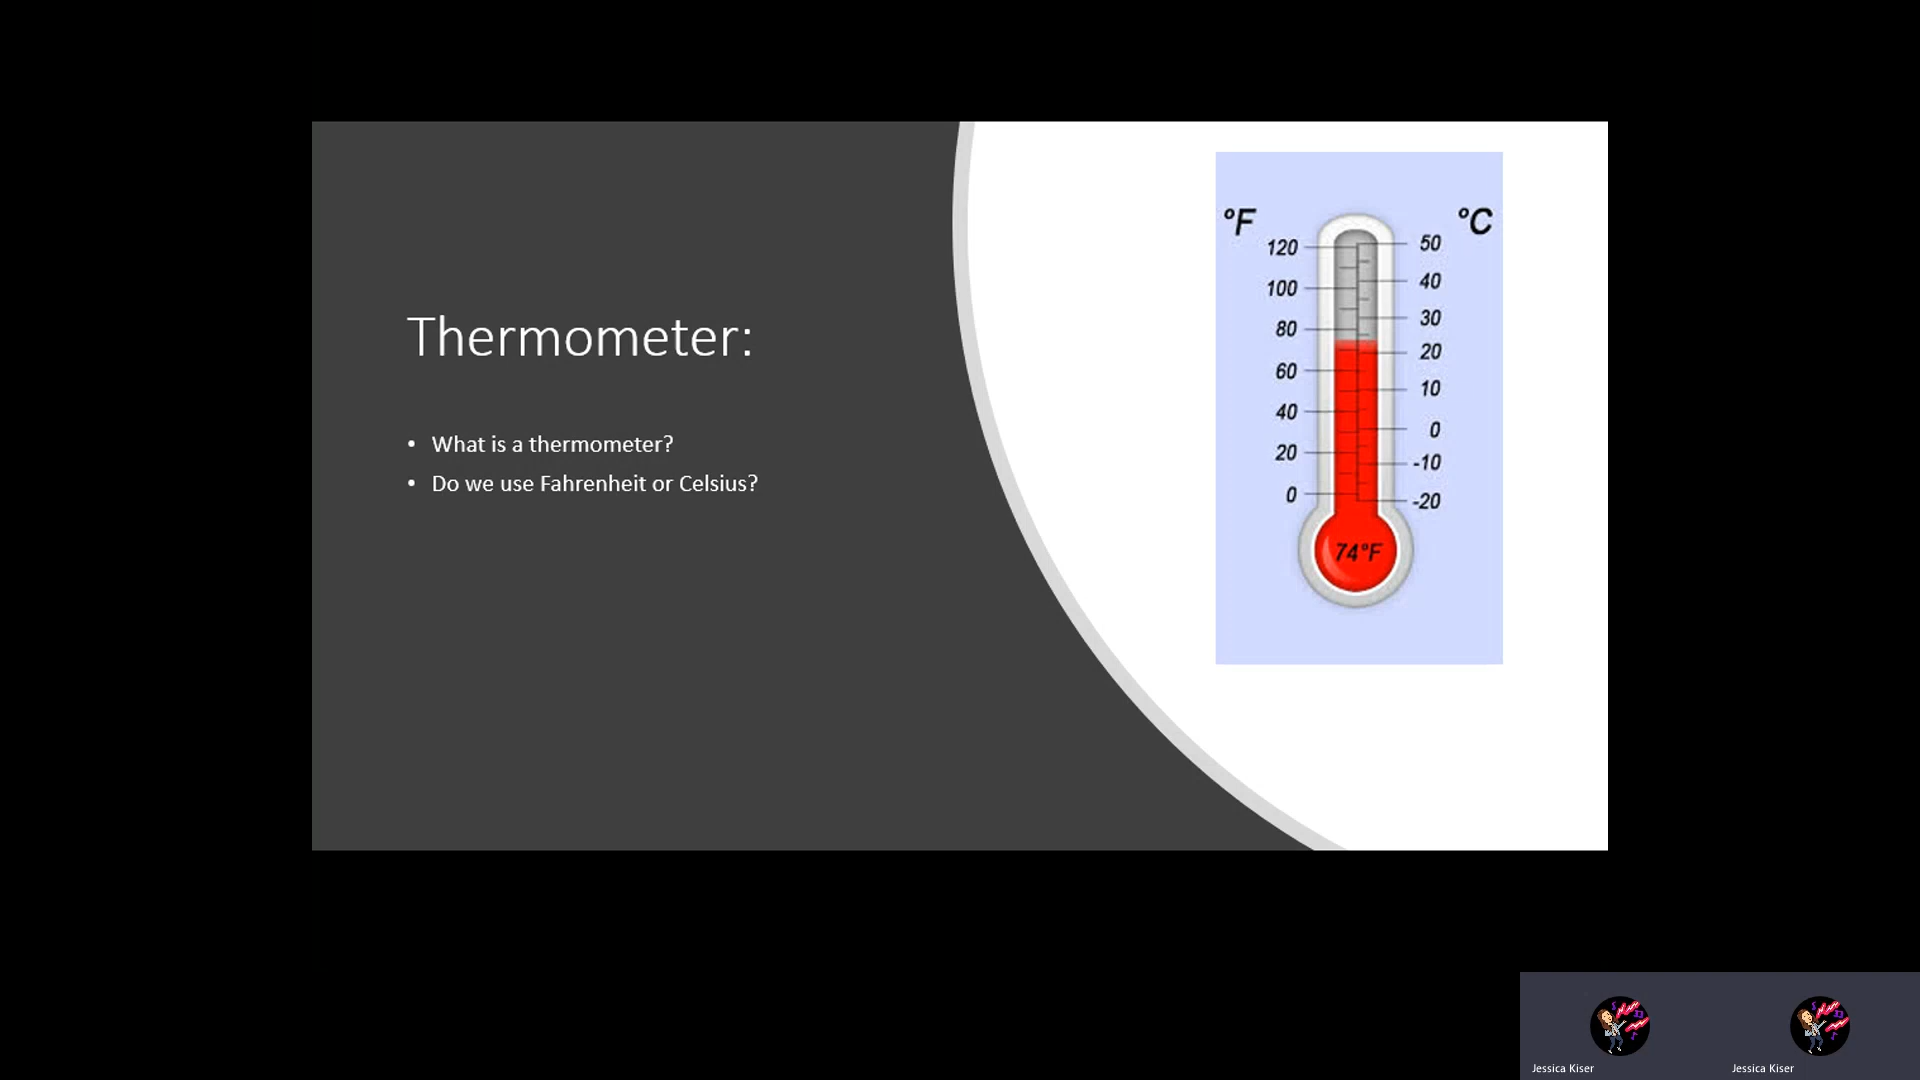 Thermometer:
• What is a thermometer?
• Do we use Fahrenheit or Celsius?
°F °C
120 50
100 40
80 30
60 20
40 10
20 0
0 -10
-20
74°F
Jessica Kiser Jessica Kiser